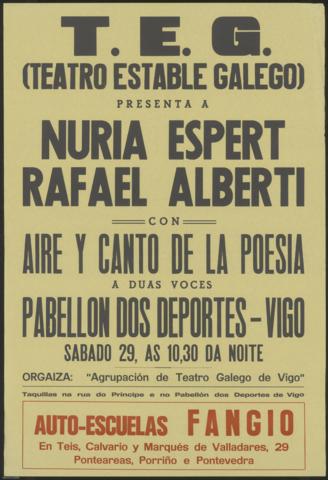 T. E. G.
(TEATRO ESTABLE GALEGO)
PRESENTA A
NURIA ESPERT
RAFAEL ALBERTI
CON
AIRE Y CANTO DE LA POESIA
A DUAS VOCES
PABELLON DOS DEPORTES - VIGO
SABADO 29, AS 10,30 DA NOITE
ORGAIZA: "Agrupación de Teatro Galego de Vigo"
Taquillas na rua do Príncipe e no Pabellón dos Deportes de Vigo
AUTO-ESCUELAS FANGIO
En Teis, Calvario y Marqués de Valladares, 29
Ponteareas, Porriño e Pontevedra